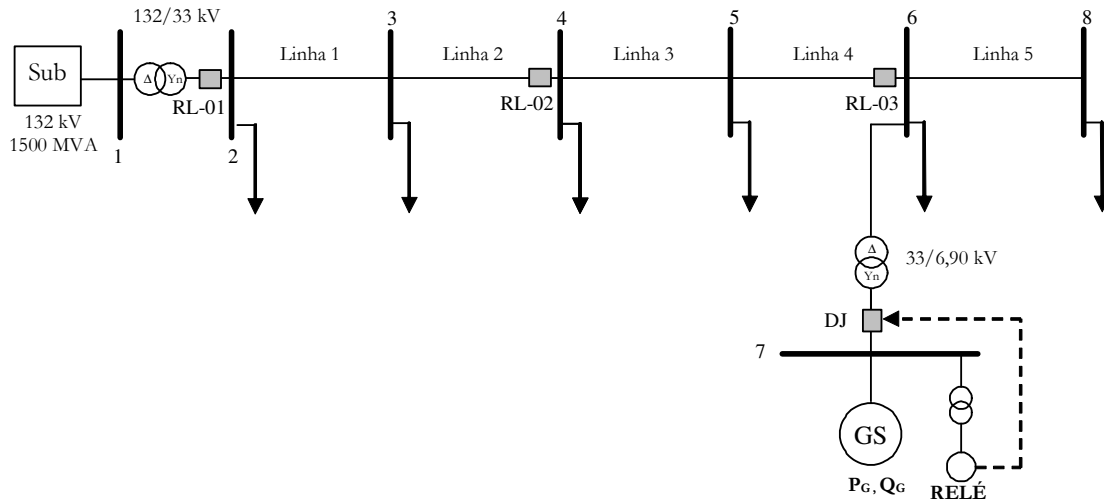 132/33 kV
3
4
5
6
8
Sub
Δ
Yn
Linha 1
Linha 2
Linha 3
Linha 4
Linha 5
RL-01
RL-02
RL-03
132 kV
1500 MVA
1
2
Δ
Yn
33/6,90 kV
DJ
7
GS
P_G, Q_G
RELÉ